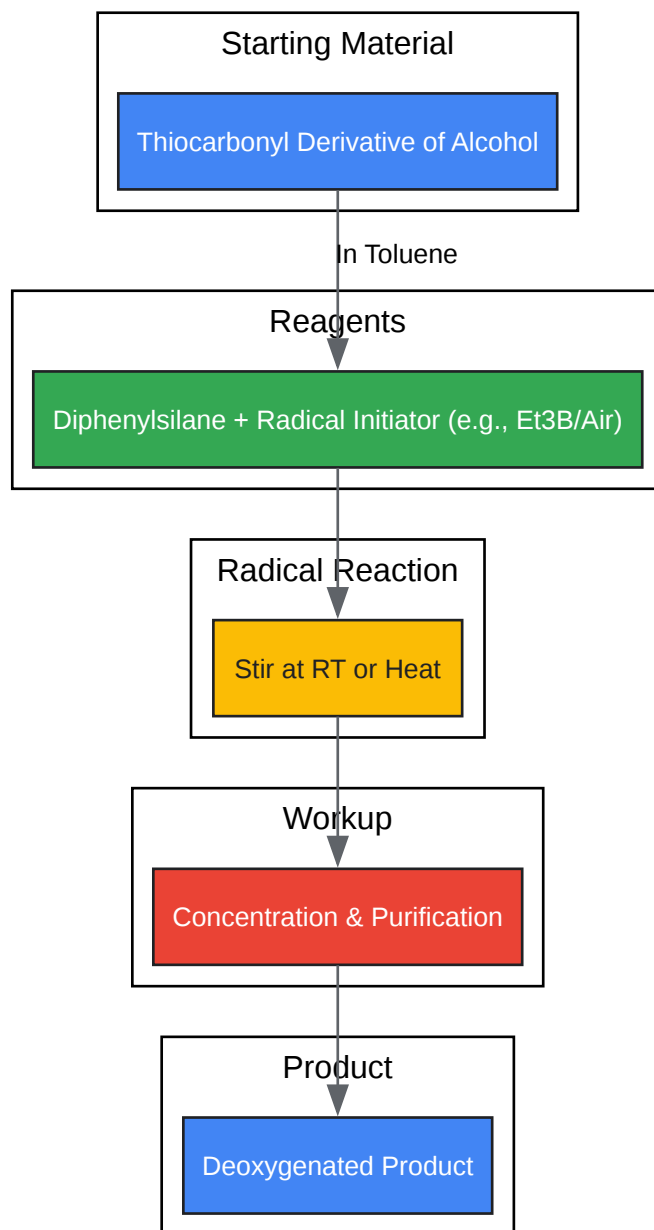 Starting Material
Thiocarbonyl Derivative of Alcohol
In Toluene
Reagents
Diphenylsilane + Radical Initiator (e.g., Et3B/Air)
Radical Reaction
Stir at RT or Heat
Workup
Concentration & Purification
Product
Deoxygenated Product